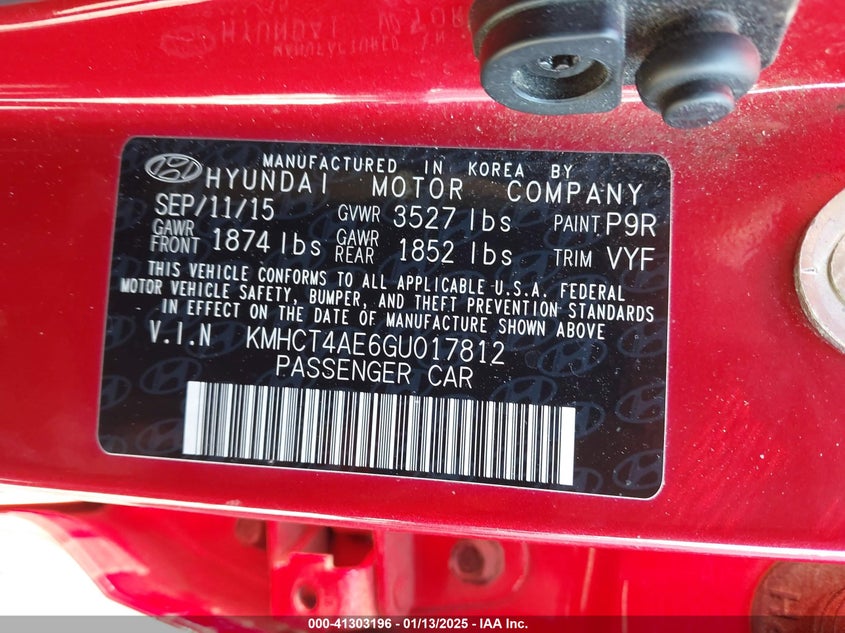 MANUFACTURED IN KOREA BY
HYUNDAI MOTOR COMPANY
SEP/11/15 GVWR 3527 lbs PAINT P9R
GAWR FRONT 1874 lbs GAWR REAR 1852 lbs TRIM VYF
THIS VEHICLE CONFORMS TO ALL APPLICABLE U.S.A. FEDERAL
MOTOR VEHICLE SAFETY, BUMPER, AND THEFT PREVENTION STANDARDS
IN EFFECT ON THE DATE OF MANUFACTURE SHOWN ABOVE
V.I.N KMHCT4AE6GU017812
PASSENGER CAR
000-41303196 - 01/13/2025 - IAA Inc.